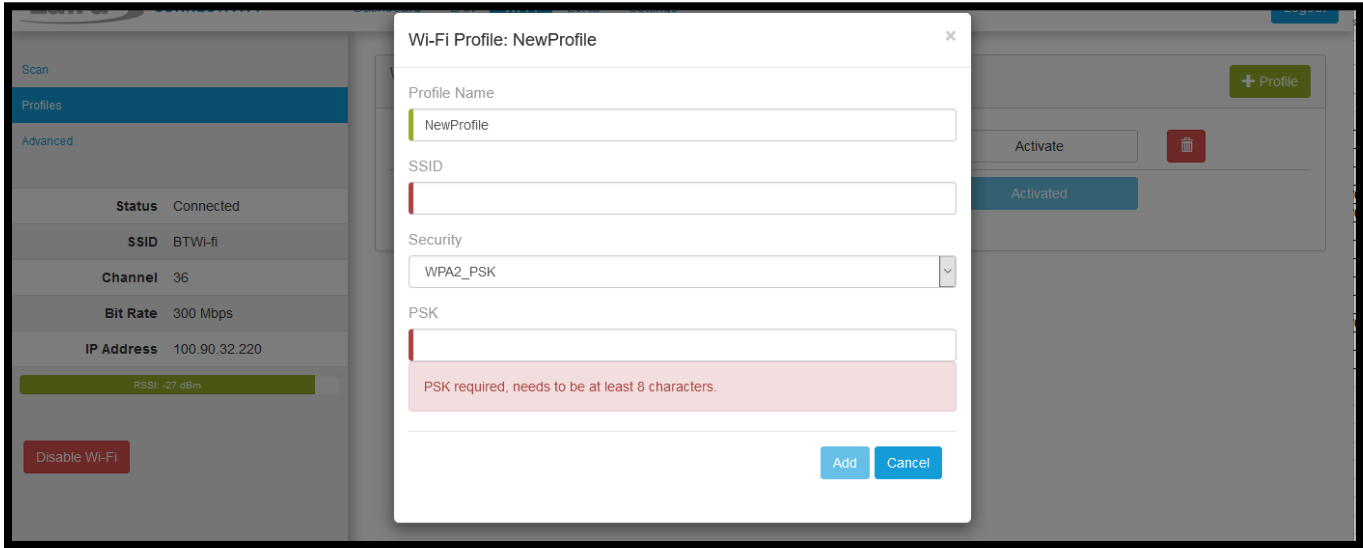 CONNECTIVITY
Wi-Fi Profile: NewProfile
×
Scan
Profiles
Advanced
Status Connected
SSID BTWi-fi
Channel 36
Bit Rate 300 Mbps
IP Address 100.90.32.220
RSSI: -27 dBm
Disable Wi-Fi
Profile Name
NewProfile
SSID
Security
WPA2_PSK
PSK
PSK required, needs to be at least 8 characters.
Add Cancel
+ Profile
Activate
Activated
Logout